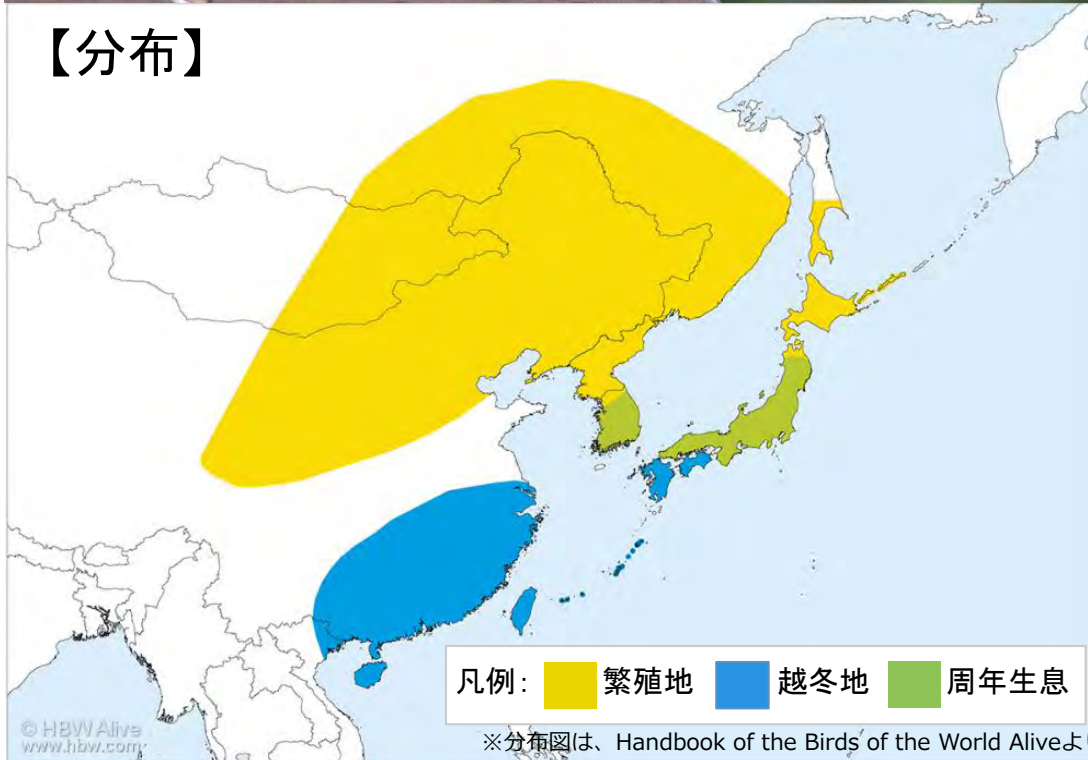 【分布】
凡例：
繁殖地
越冬地
周年生息
© HBW Alive
www.hbw.com
※分布図は、Handbook of the Birds of the World Aliveよ